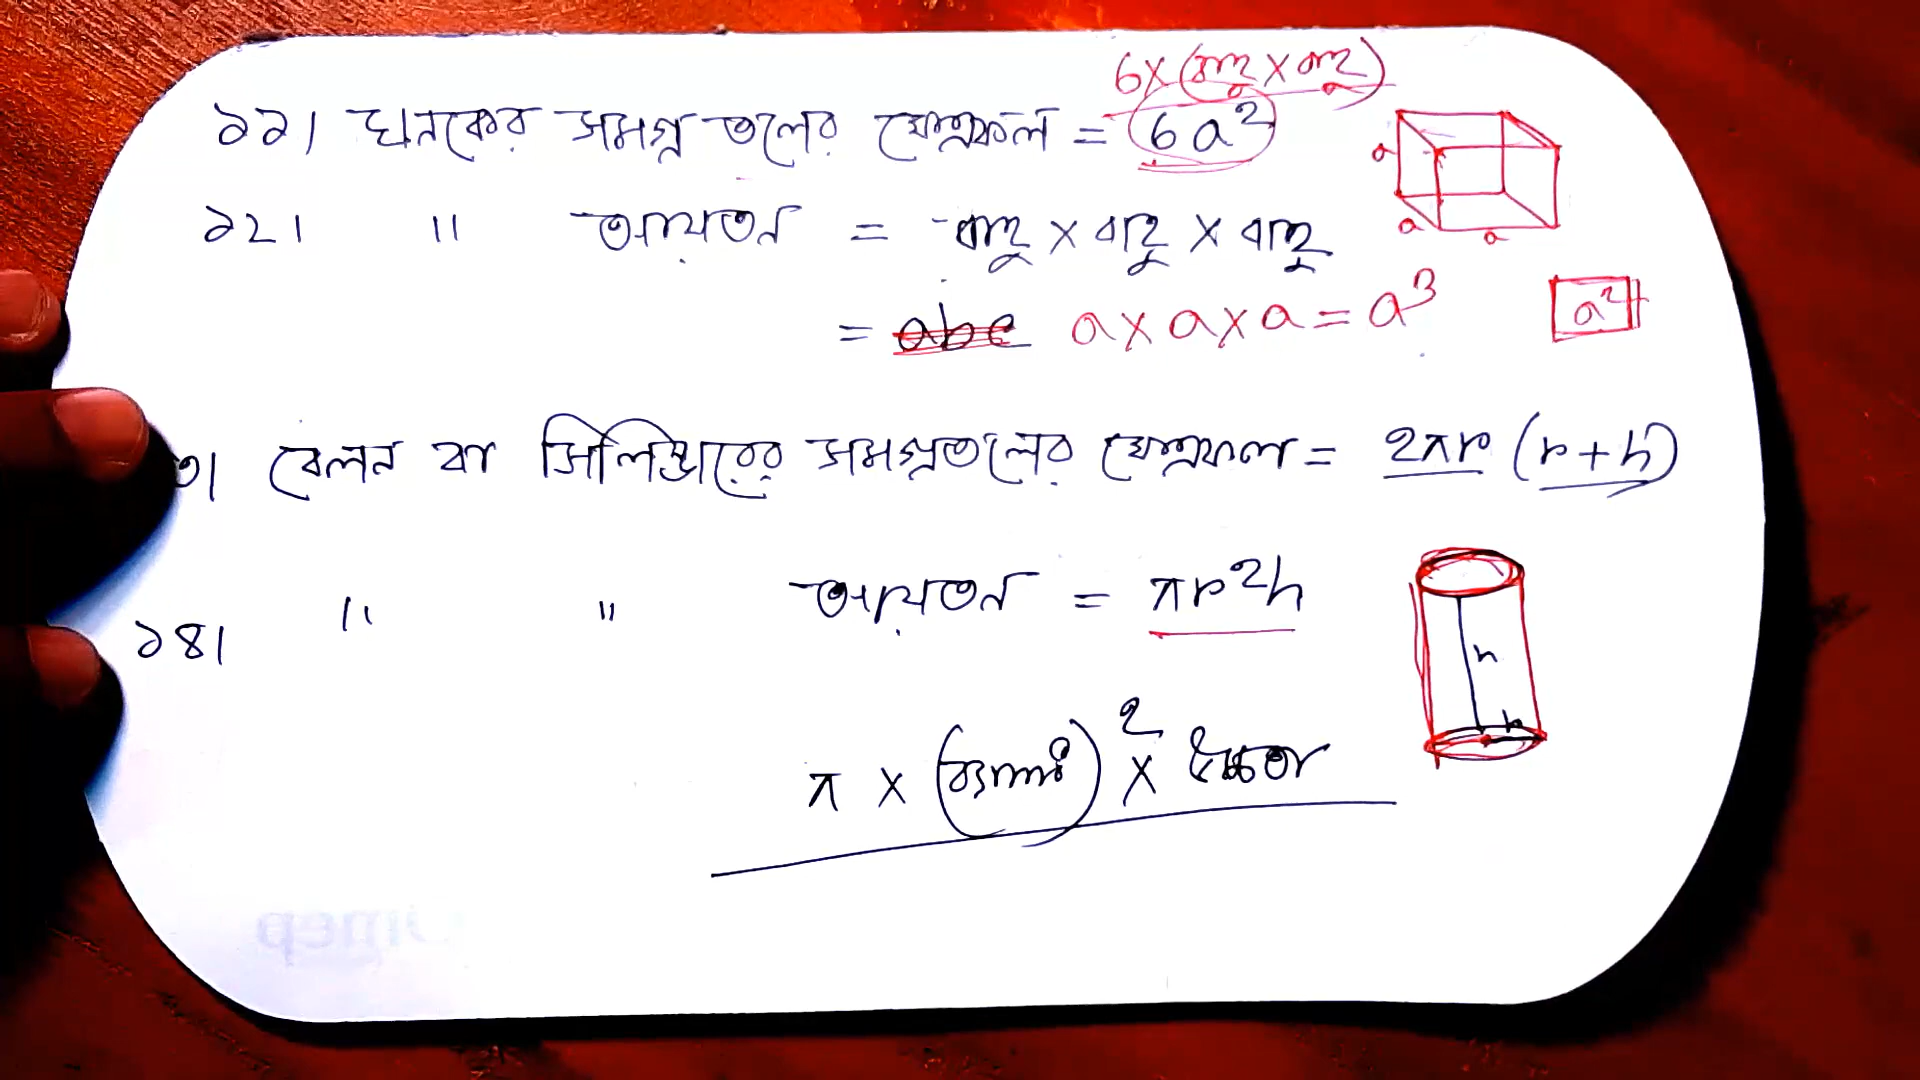 6×(বাহু×বাহু)
১১। ঘনকের সমগ্র তলের ক্ষেত্রফল = 6a²
a
১২। " আয়তন = বাহু × বাহু × বাহু
a a
= abc a×a×a = a³
a²
৩। বেলন বা সিলিন্ডারের সমগ্রতলের ক্ষেত্রফল = 2πr (r+h)
১৪। " " আয়তন = πr²h
h
r
π × (ব্যাসার্ধ)² × উচ্চতা